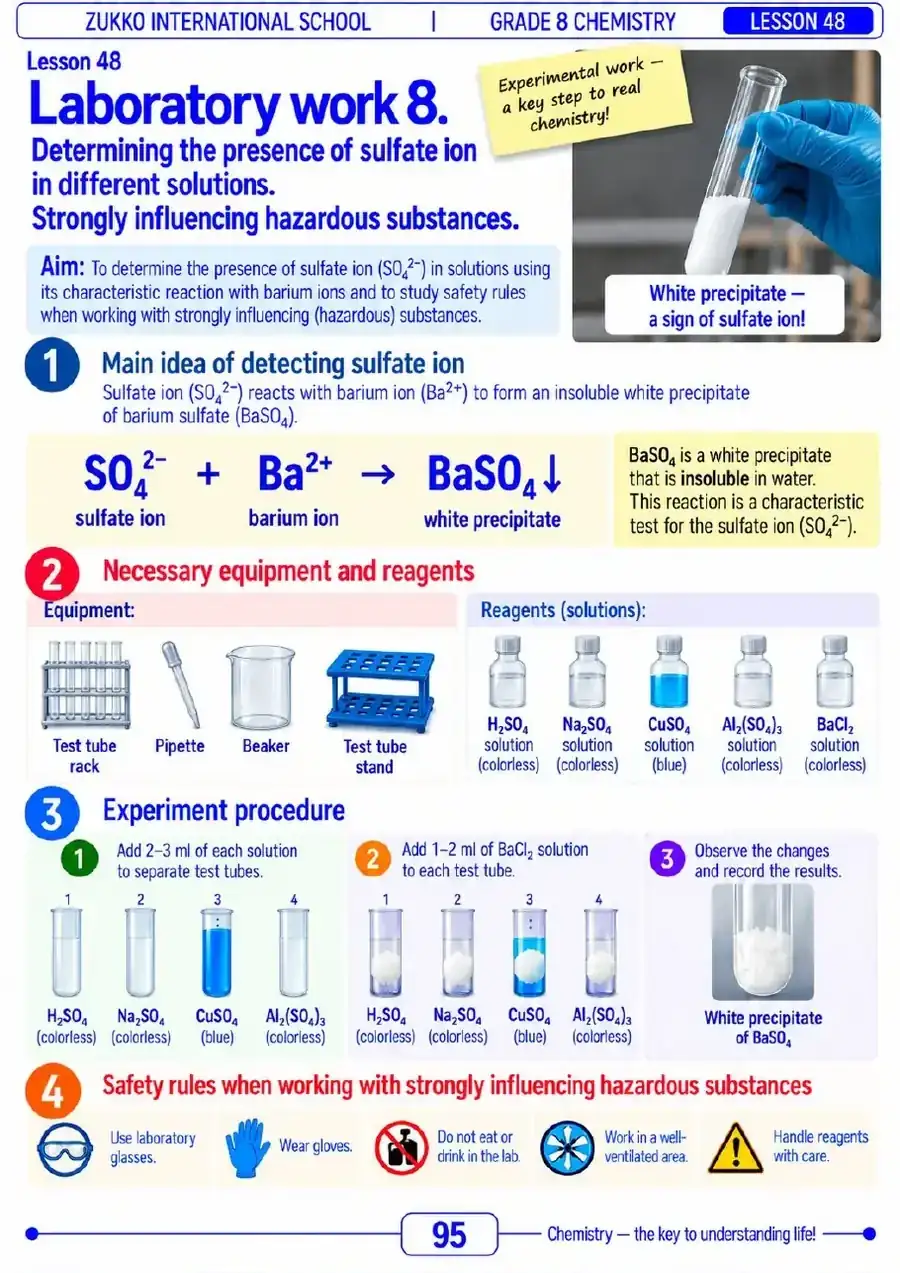 ZUKKO INTERNATIONAL SCHOOL | GRADE 8 CHEMISTRY LESSON 48
Lesson 48
Laboratory work 8.
Determining the presence of sulfate ion
in different solutions.
Strongly influencing hazardous substances.
Experimental work –
a key step to real
chemistry!
Aim: To determine the presence of sulfate ion (SO₄²⁻) in solutions using
its characteristic reaction with barium ions and to study safety rules
when working with strongly influencing (hazardous) substances.
White precipitate –
a sign of sulfate ion!
1 Main idea of detecting sulfate ion
Sulfate ion (SO₄²⁻) reacts with barium ion (Ba²⁺) to form an insoluble white precipitate
of barium sulfate (BaSO₄).
SO₄²⁻ + Ba²⁺ → BaSO₄↓
sulfate ion barium ion white precipitate
BaSO₄ is a white precipitate
that is insoluble in water.
This reaction is a characteristic
test for the sulfate ion (SO₄²⁻).
2 Necessary equipment and reagents
Equipment:
Test tube
rack
Pipette
Beaker
Test tube
stand
Reagents (solutions):
H₂SO₄
solution
(colorless)
Na₂SO₄
solution
(colorless)
CuSO₄
solution
(blue)
Al₂(SO₄)₃
solution
(colorless)
BaCl₂
solution
(colorless)
3 Experiment procedure
1 Add 2–3 ml of each solution
to separate test tubes.
1 2 3 4
H₂SO₄ Na₂SO₄ CuSO₄ Al₂(SO₄)₃
(colorless) (colorless) (blue) (colorless)
2 Add 1–2 ml of BaCl₂ solution
to each test tube.
1 2 3 4
H₂SO₄ Na₂SO₄ CuSO₄ Al₂(SO₄)₃
(colorless) (colorless) (blue) (colorless)
3 Observe the changes
and record the results.
White precipitate
of BaSO₄
4 Safety rules when working with strongly influencing hazardous substances
Use laboratory
glasses.
Wear gloves.
Do not eat or
drink in the lab.
Work in a well-
ventilated area.
Handle reagents
with care.
95
Chemistry – the key to understanding life!